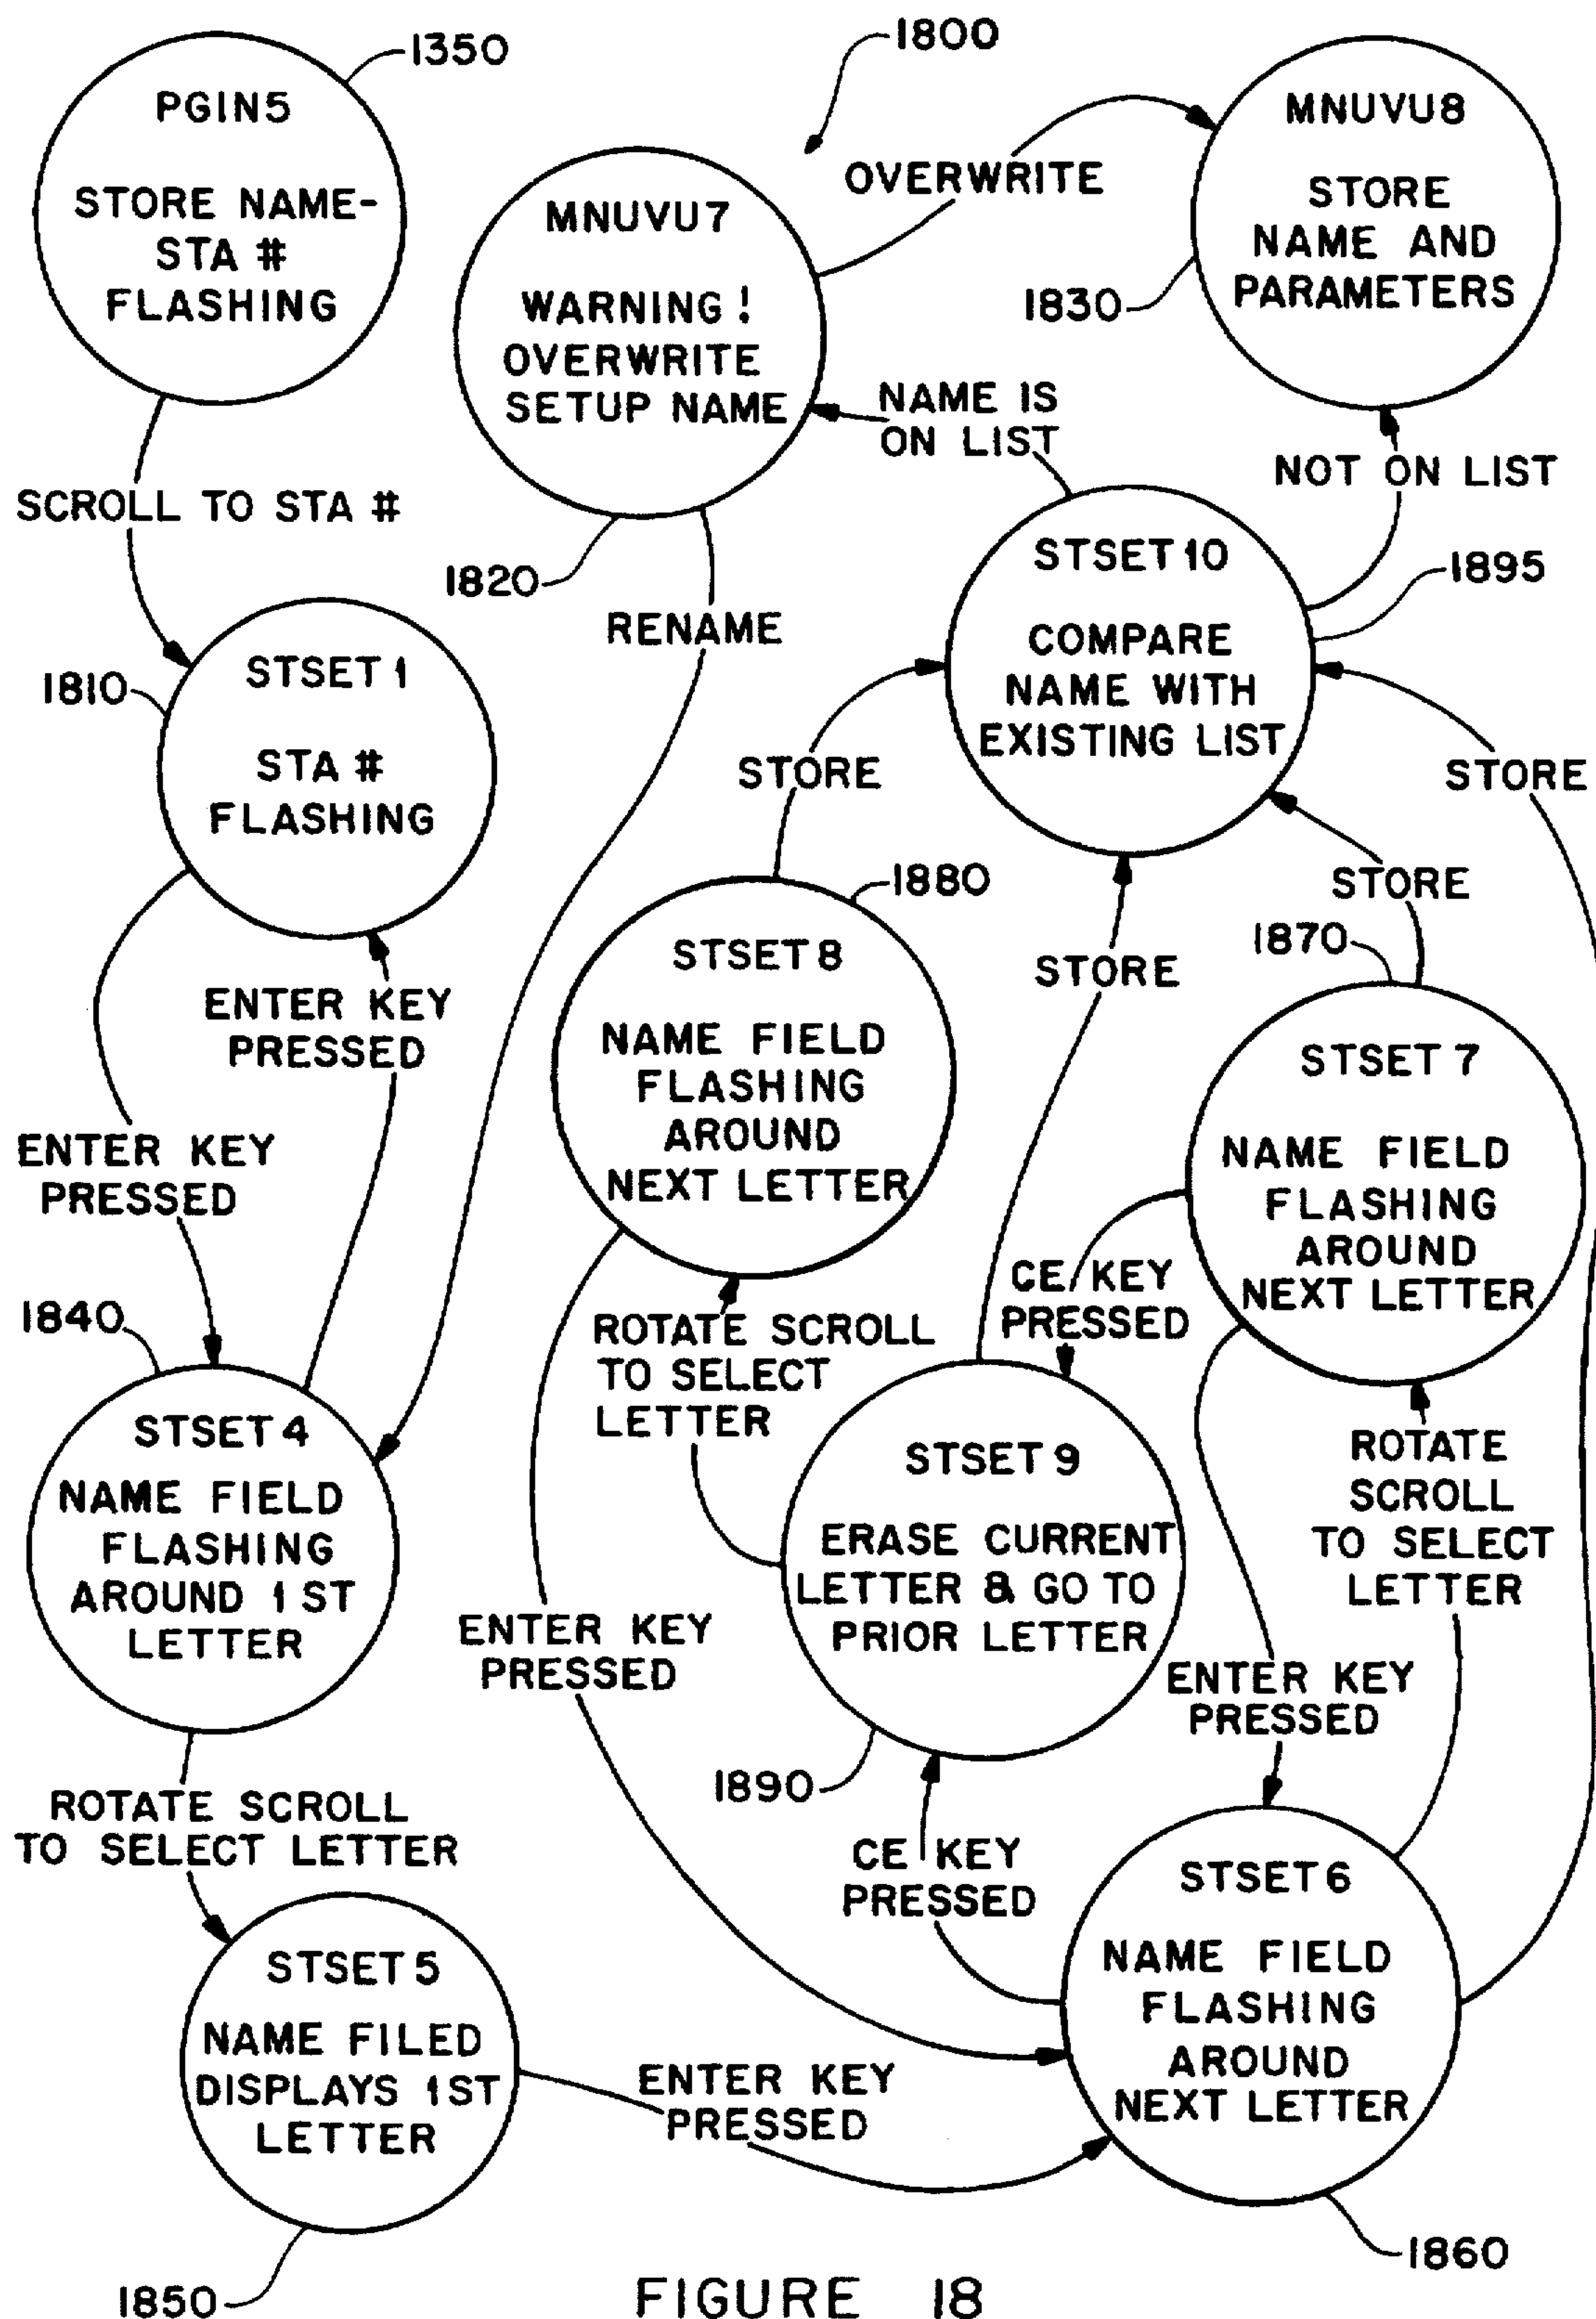 1350
PGIN5
STORE NAME-
STA #
FLASHING
1800
MNUVU7
WARNING!
OVERWRITE
SETUP NAME
1820
OVERWRITE
MNUVU8
STORE
NAME AND
PARAMETERS
1830
NAME IS
ON LIST
NOT ON LIST
SCROLL TO STA #
RENAME
STSET 10
COMPARE
NAME WITH
EXISTING LIST
1895
1810
STSET 1
STA #
FLASHING
STORE
STORE
STORE
STORE
ENTER KEY
PRESSED
ENTER KEY
PRESSED
1880
STSET 8
NAME FIELD
FLASHING
AROUND
NEXT LETTER
1870
STSET 7
NAME FIELD
FLASHING
AROUND
NEXT LETTER
CE KEY
PRESSED
ROTATE SCROLL
TO SELECT
LETTER
1840
STSET 4
NAME FIELD
FLASHING
AROUND 1ST
LETTER
STSET 9
ERASE CURRENT
LETTER & GO TO
PRIOR LETTER
1890
ROTATE
SCROLL
TO SELECT
LETTER
ENTER KEY
PRESSED
ENTER KEY
PRESSED
ROTATE SCROLL
TO SELECT LETTER
CE KEY
PRESSED
STSET 5
NAME FILED
DISPLAYS 1ST
LETTER
1850
ENTER KEY
PRESSED
STSET 6
NAME FIELD
FLASHING
AROUND
NEXT LETTER
1860
FIGURE 18